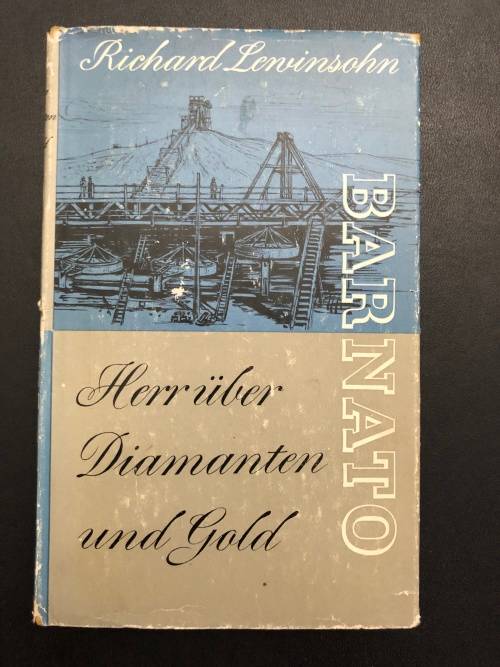 Richard Lewinsohn
BARNATO
Herr über
Diamanten
und Gold